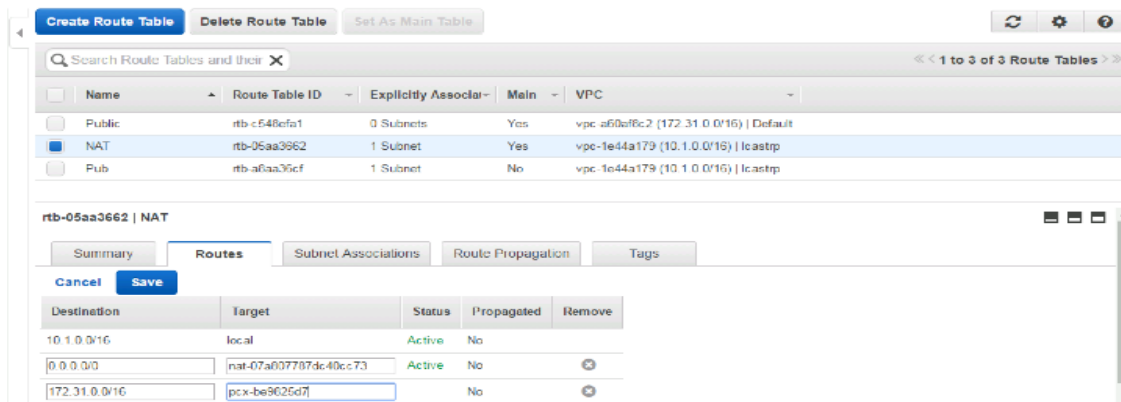 Create Route Table Delete Route Table Set As Main Table
Search Route Tables and their X
<< < 1 to 3 of 3 Route Tables > >>
Name Route Table ID Explicitly Associat Main VPC
Public rtb-c548efa1 0 Subnets Yes vpc-a60af8c2 (172.31.0.0/16) | Default
NAT rtb-05aa3662 1 Subnet Yes vpc-1e44a179 (10.1.0.0/16) | lcastrp
Pub rtb-a8aa36cf 1 Subnet No vpc-1e44a179 (10.1.0.0/16) | lcastrp
rtb-05aa3662 | NAT
Summary Routes Subnet Associations Route Propagation Tags
Cancel Save
Destination Target Status Propagated Remove
10.1.0.0/16 local Active No
0.0.0.0/0 nat-07a807787dc40cc73 Active No
172.31.0.0/16 pcx-be9625d7 No